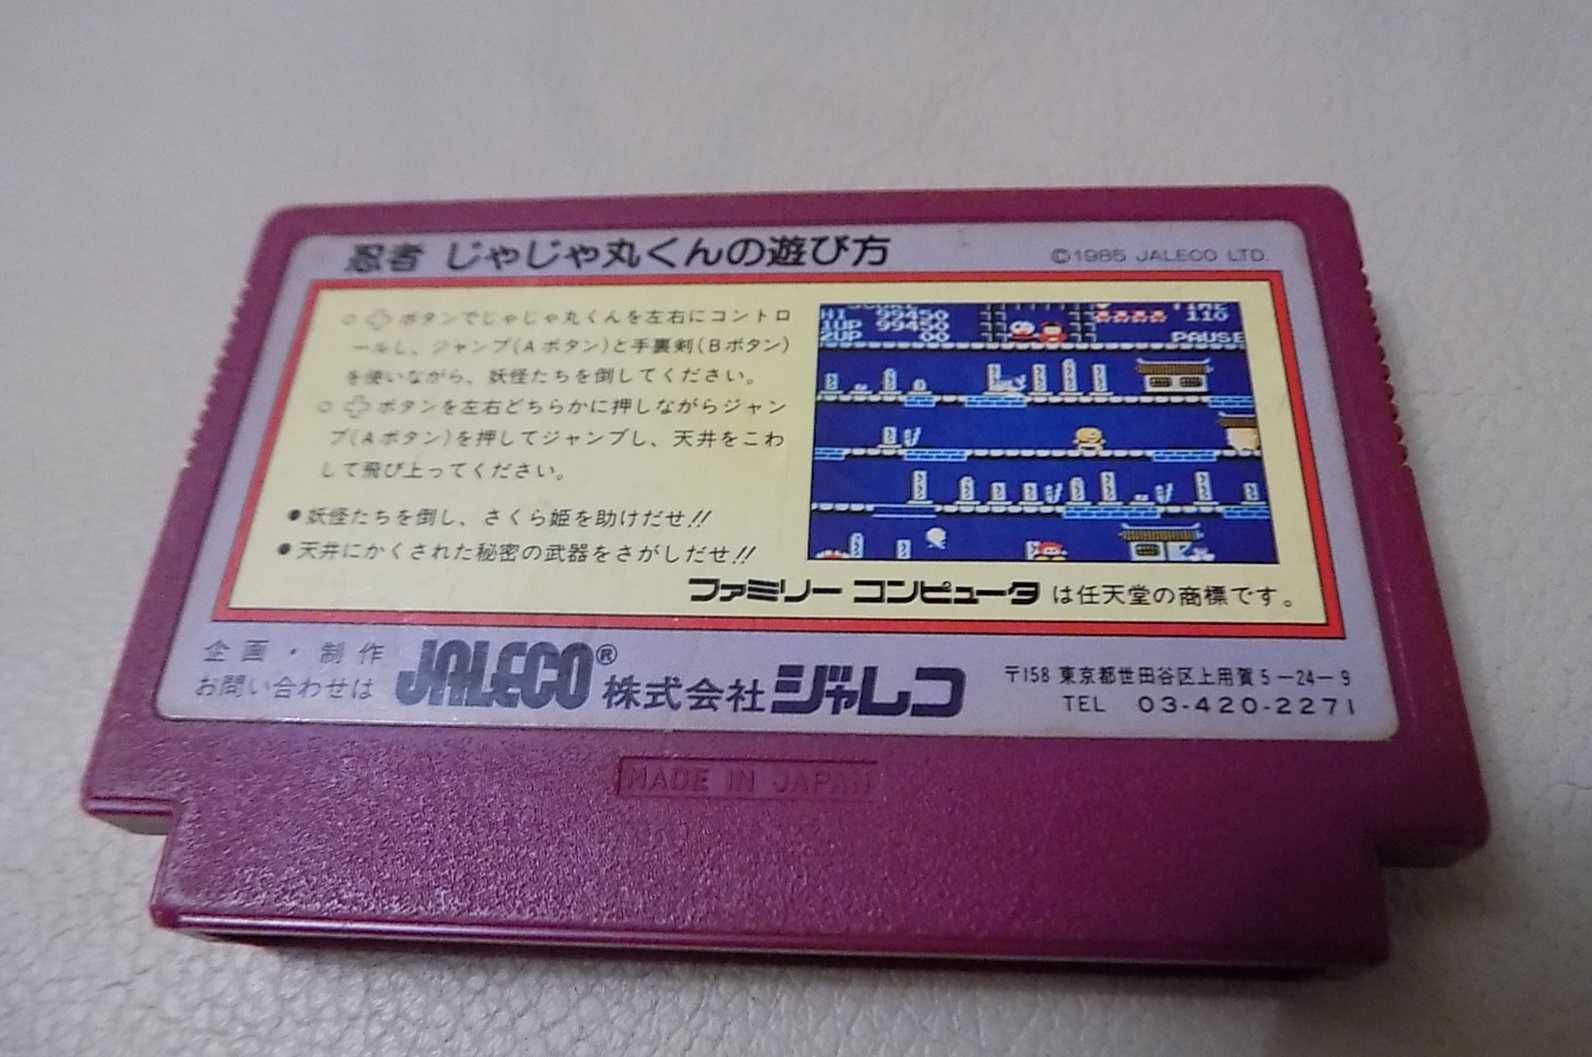 忍者 じゃじゃ丸くんの遊び方
©1985 JALECO LTD.
○ ボタンでじゃじゃ丸くんを左右にコントロ
ールし、ジャンプ(Aボタン)と手裏剣(Bボタン)
を使いながら、妖怪たちを倒してください。
○ ボタンを左右どちらかに押しながらジャン
プ(Aボタン)を押してジャンプし、天井をこわ
して飛び上ってください。
●妖怪たちを倒し、さくら姫を助けだせ!!
●天井にかくされた秘密の武器をさがしだせ!!
SCORE TIME
HI 99450 110
1UP 99450
2UP 00 PAUSE
ファミリー コンピュータ は任天堂の商標です。
企画・制作
お問い合わせは
JALECO® 株式会社ジャレコ
〒158 東京都世田谷区上用賀5-24-9
TEL 03-420-2271
MADE IN JAPAN